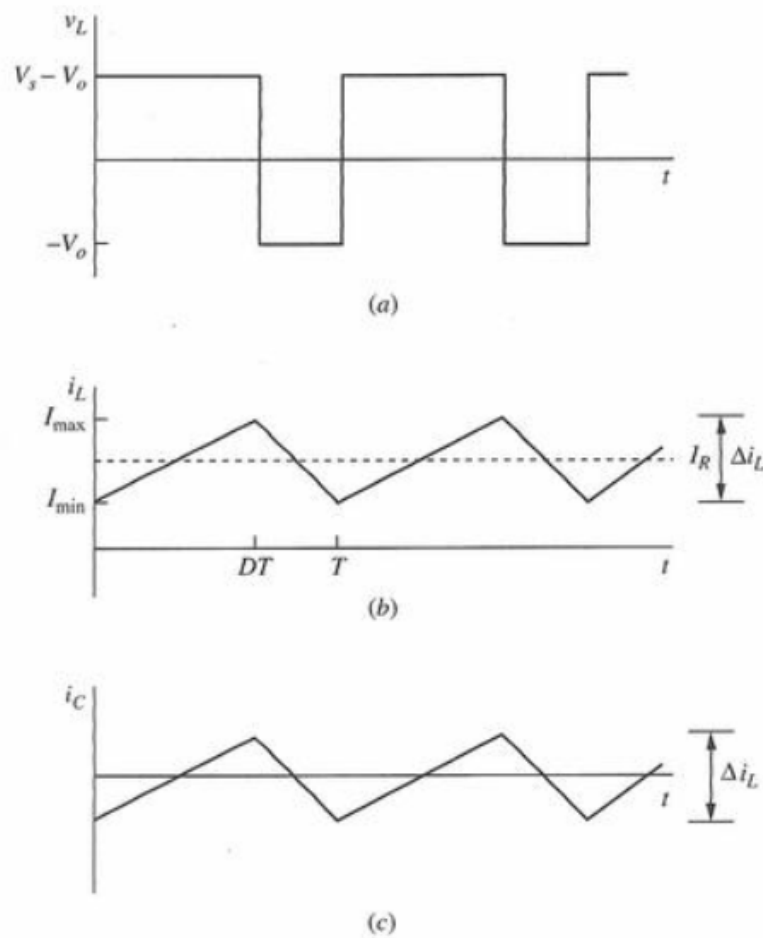 v_L
V_s − V_o
t
−V_o
(a)
i_L
I_max
I_R Δi_L
I_min
DT T t
(b)
i_C
Δi_L
t
(c)